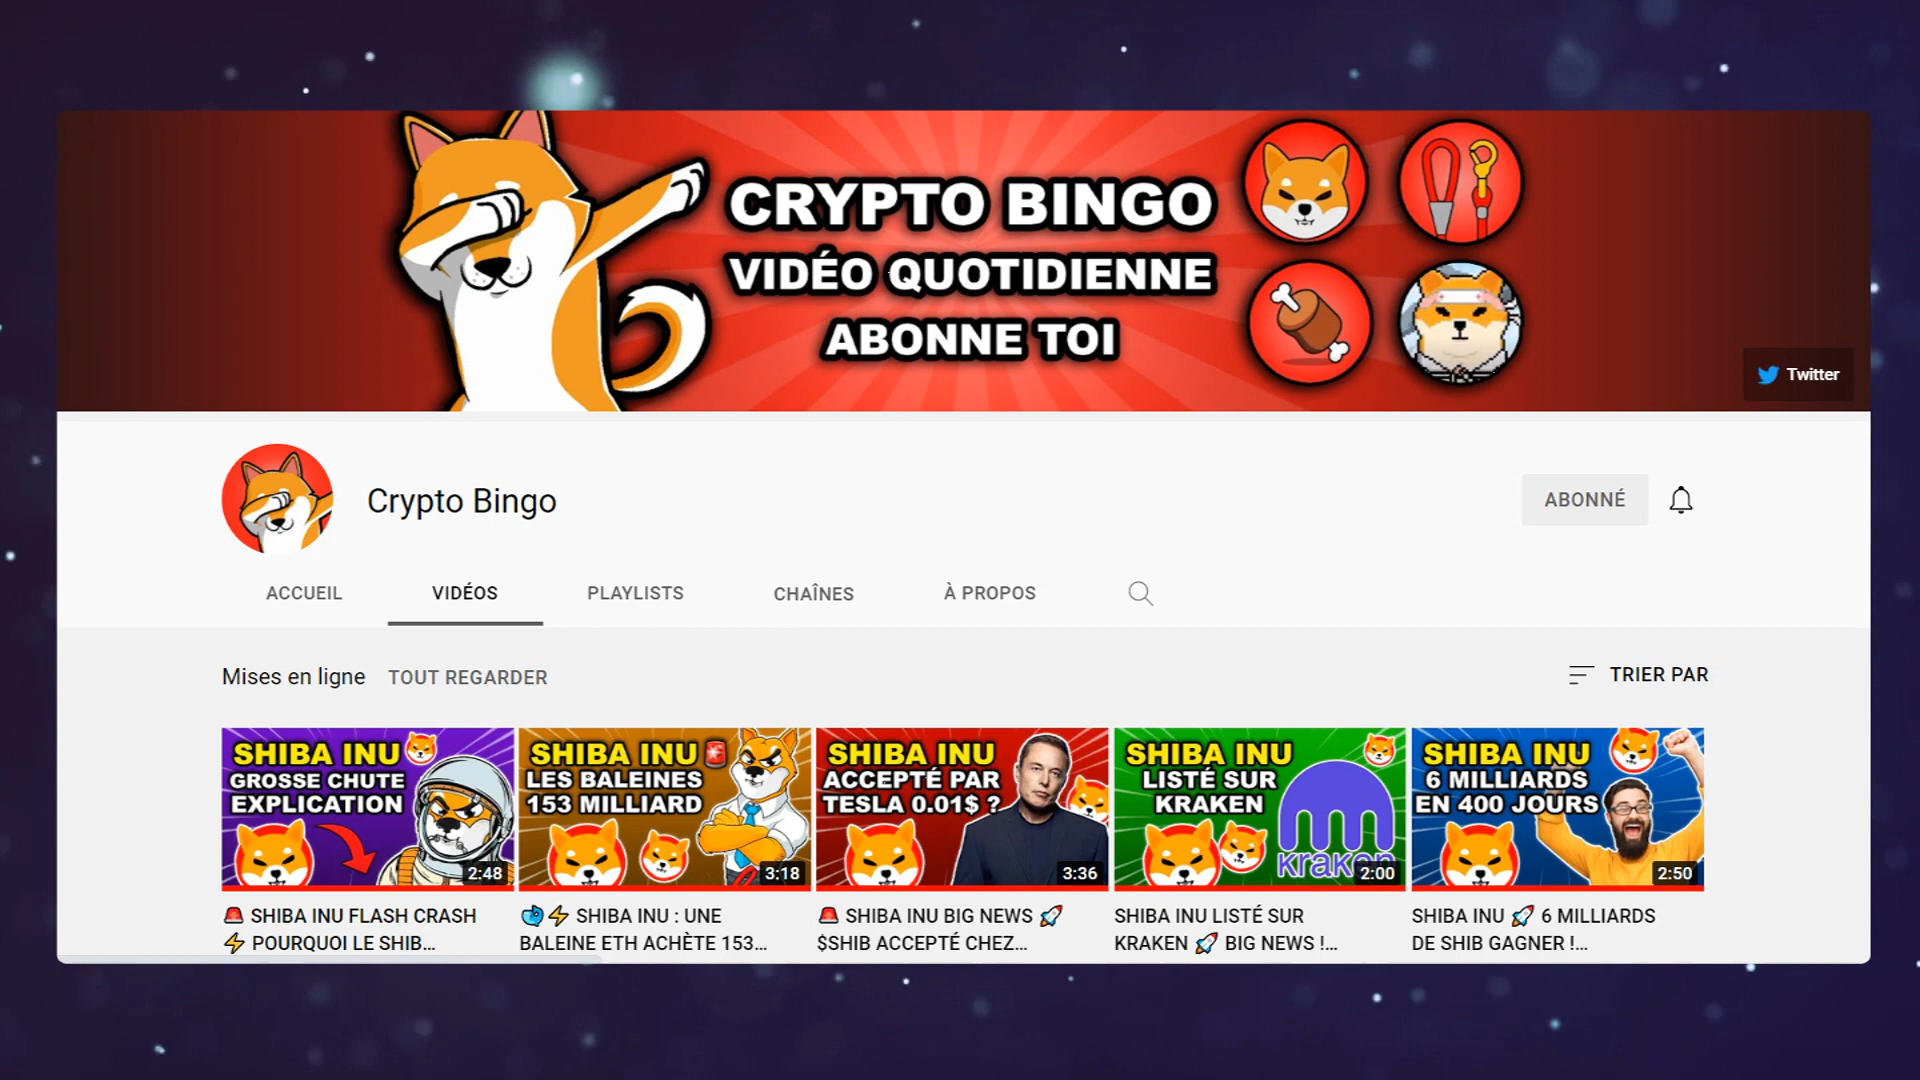 CRYPTO BINGO
VIDÉO QUOTIDIENNE
ABONNE TOI
Twitter
Crypto Bingo
ABONNÉ
ACCUEIL
VIDÉOS
PLAYLISTS
CHAÎNES
À PROPOS
Mises en ligne
TOUT REGARDER
TRIER PAR
SHIBA INU
GROSSE CHUTE
EXPLICATION
2:48
SHIBA INU
LES BALEINES
153 MILLIARD
3:18
SHIBA INU
ACCEPTÉ PAR
TESLA 0.01$ ?
3:36
SHIBA INU
LISTÉ SUR
KRAKEN
kraken
2:00
SHIBA INU
6 MILLIARDS
EN 400 JOURS
2:50
🚨 SHIBA INU FLASH CRASH
⚡ POURQUOI LE SHIB...
🐳⚡ SHIBA INU : UNE
BALEINE ETH ACHÈTE 153...
🚨 SHIBA INU BIG NEWS 🚀
$SHIB ACCEPTÉ CHEZ...
SHIBA INU LISTÉ SUR
KRAKEN 🚀 BIG NEWS !...
SHIBA INU 🚀 6 MILLIARDS
DE SHIB GAGNER !...